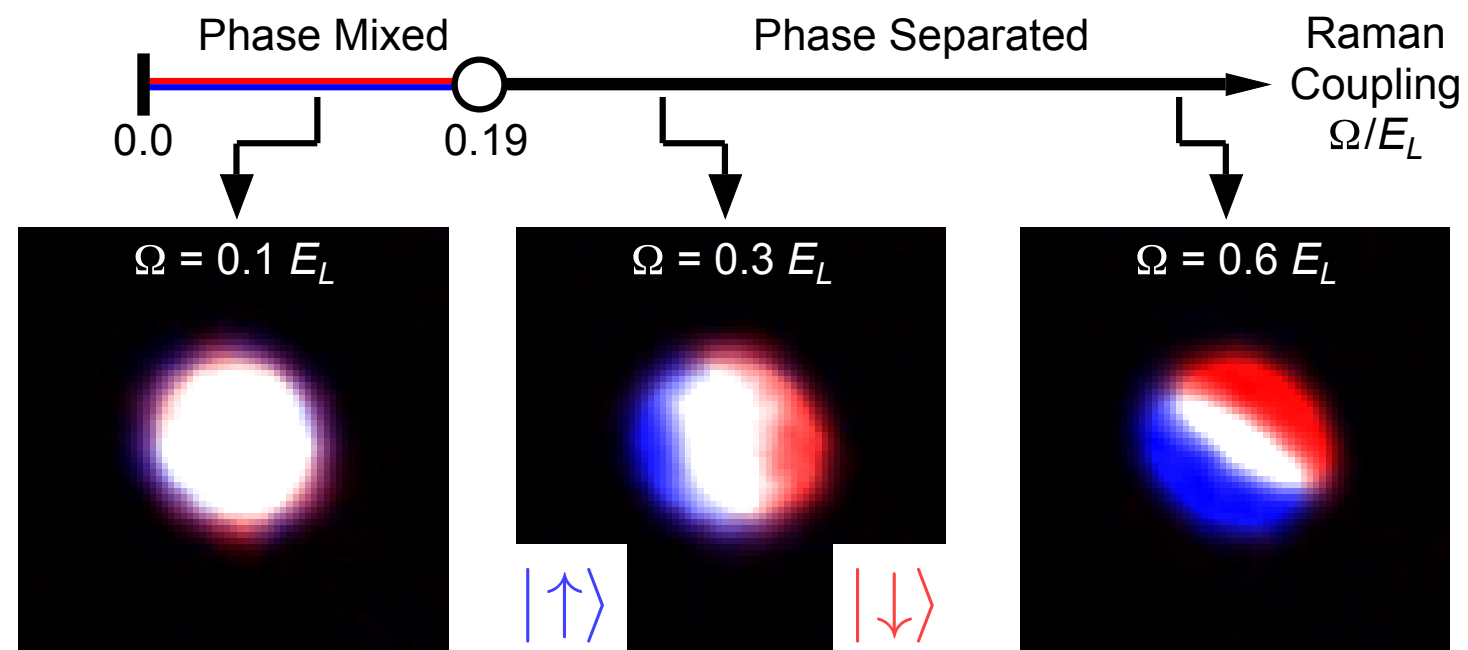 Phase Mixed
Phase Separated
Raman
Coupling
Ω/E_L
0.0
0.19
Ω = 0.1 E_L
Ω = 0.3 E_L
Ω = 0.6 E_L
|↑⟩
|↓⟩